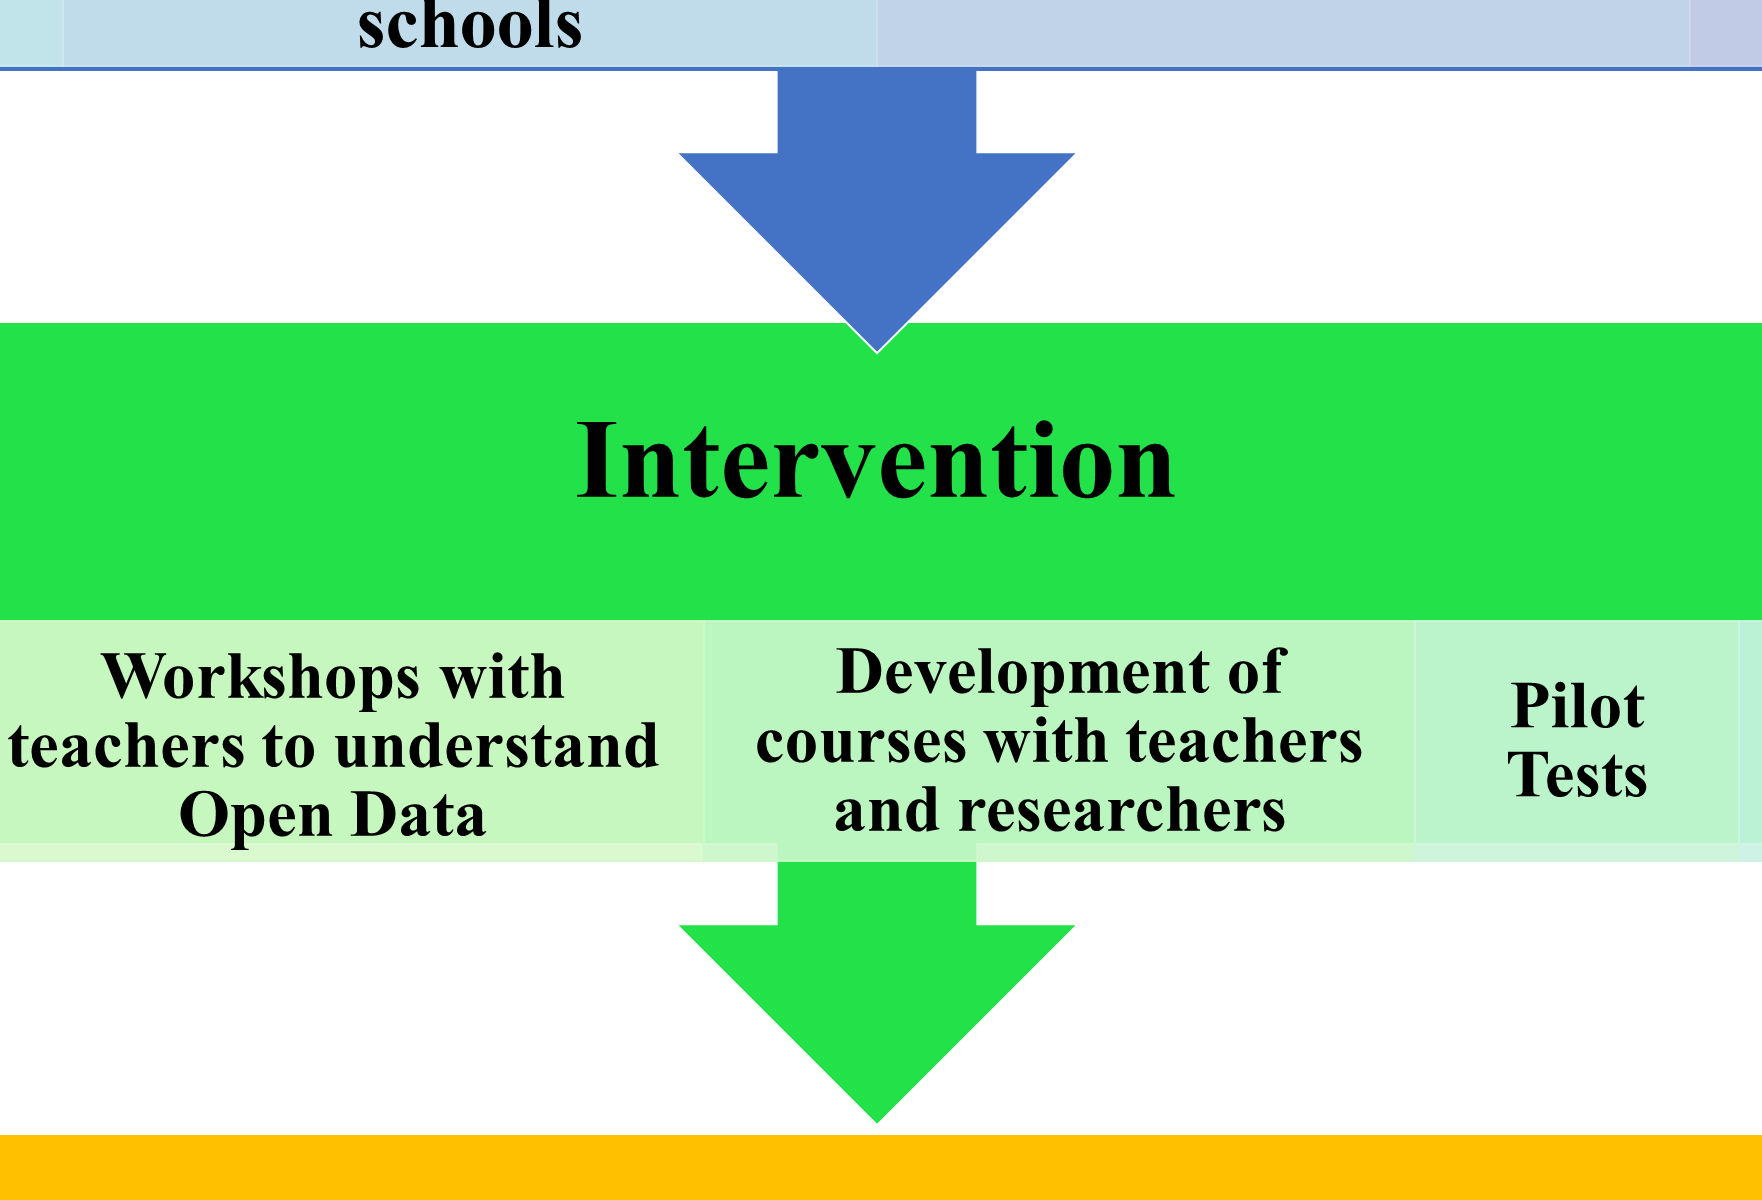 schools
Intervention
Workshops with
teachers to understand
Open Data
Development of
courses with teachers
and researchers
Pilot
Tests